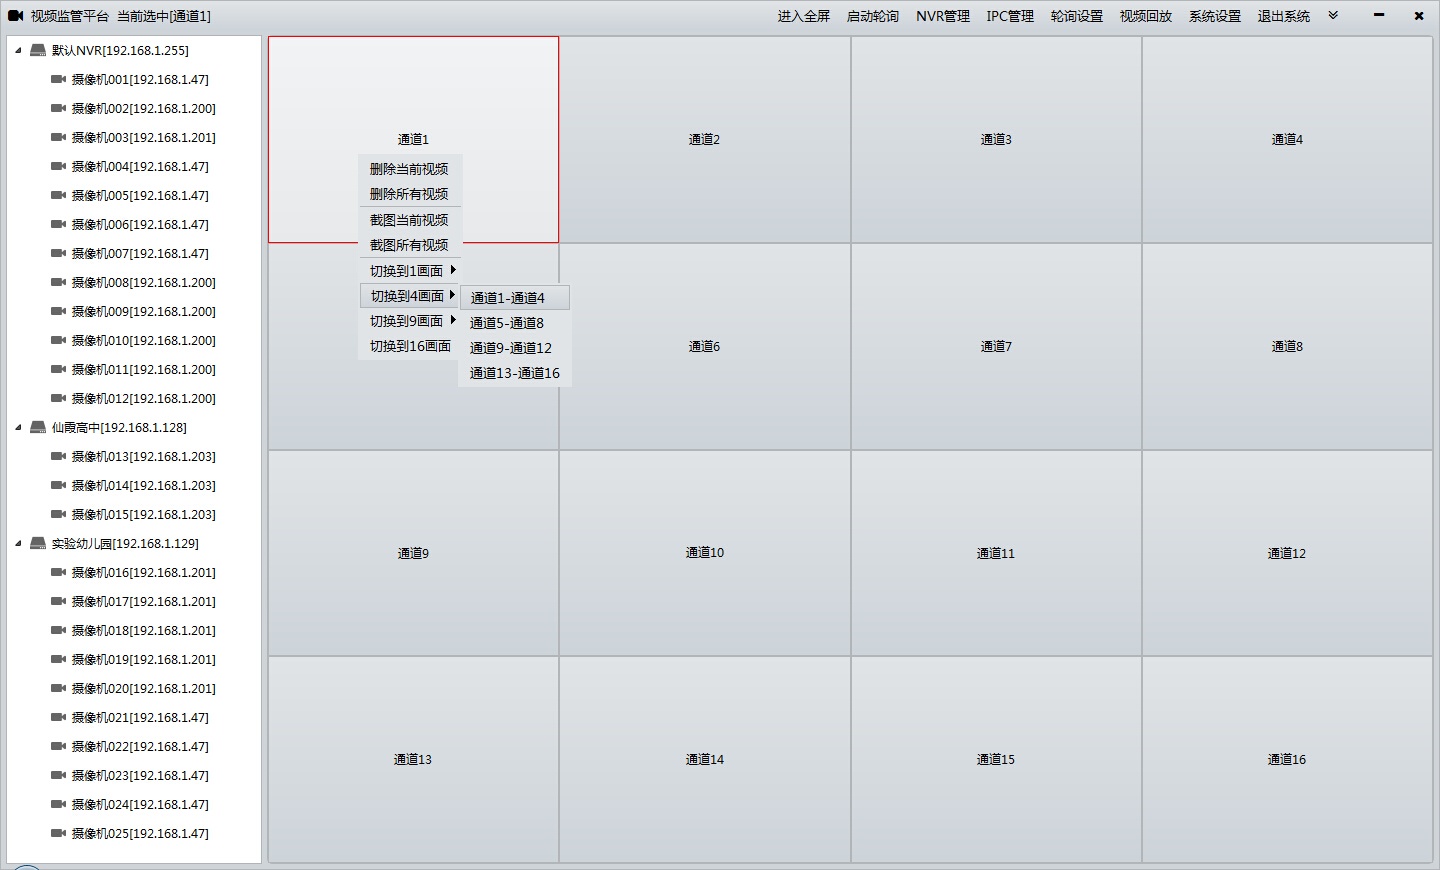 视频监管平台 当前选中[通道1]
进入全屏 启动轮询 NVR管理 IPC管理 轮询设置 视频回放 系统设置 退出系统
默认NVR[192.168.1.255]
摄像机001[192.168.1.47]
摄像机002[192.168.1.200]
摄像机003[192.168.1.201]
摄像机004[192.168.1.47]
摄像机005[192.168.1.47]
摄像机006[192.168.1.47]
摄像机007[192.168.1.47]
摄像机008[192.168.1.200]
摄像机009[192.168.1.200]
摄像机010[192.168.1.200]
摄像机011[192.168.1.200]
摄像机012[192.168.1.200]
仙霞高中[192.168.1.128]
摄像机013[192.168.1.203]
摄像机014[192.168.1.203]
摄像机015[192.168.1.203]
实验幼儿园[192.168.1.129]
摄像机016[192.168.1.201]
摄像机017[192.168.1.201]
摄像机018[192.168.1.201]
摄像机019[192.168.1.201]
摄像机020[192.168.1.201]
摄像机021[192.168.1.47]
摄像机022[192.168.1.47]
摄像机023[192.168.1.47]
摄像机024[192.168.1.47]
摄像机025[192.168.1.47]
通道1
通道2
通道3
通道4
删除当前视频
删除所有视频
截图当前视频
截图所有视频
切换到1画面
切换到4画面
切换到9画面
切换到16画面
通道1-通道4
通道5-通道8
通道9-通道12
通道13-通道16
通道6
通道7
通道8
通道9
通道10
通道11
通道12
通道13
通道14
通道15
通道16